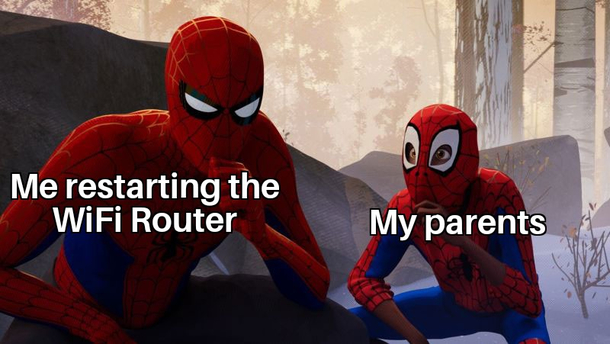 Me restarting the
WiFi Router
My parents